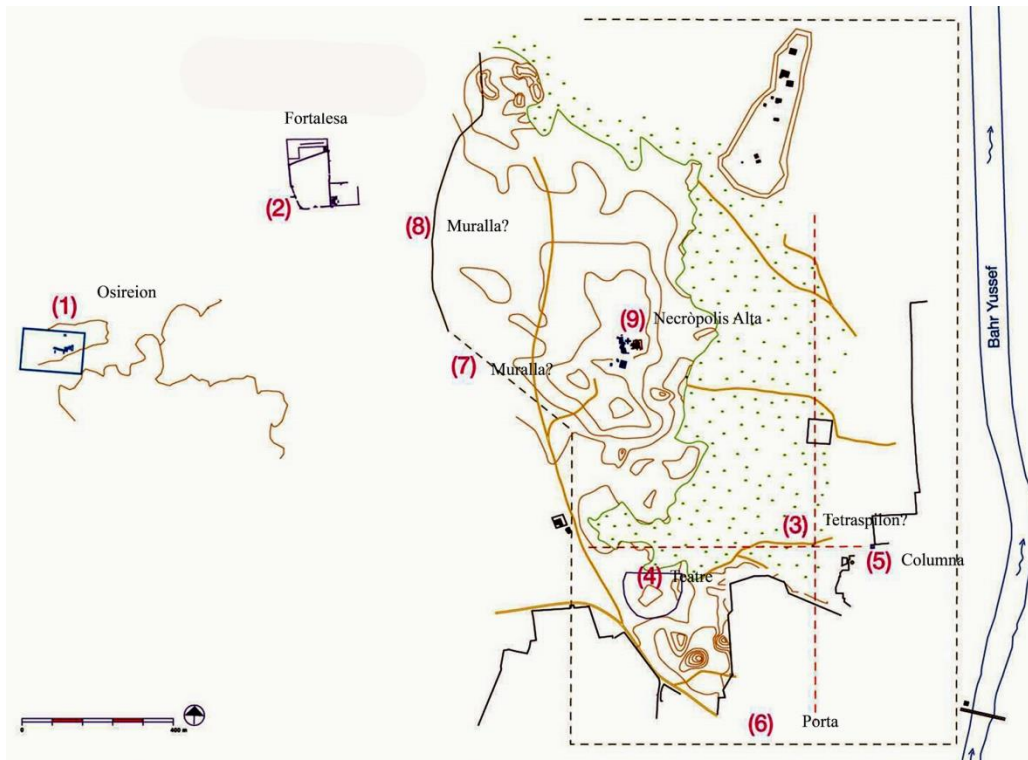 Fortalesa
(2)
(8)
Muralla?
Bahr Yussef
Osireion
(1)
(9)
Necròpolis Alta
(7)
Muralla?
Tetraspilon?
(3)
(5)
Columna
(4)
Teatre
(6)
Porta
0
400 m